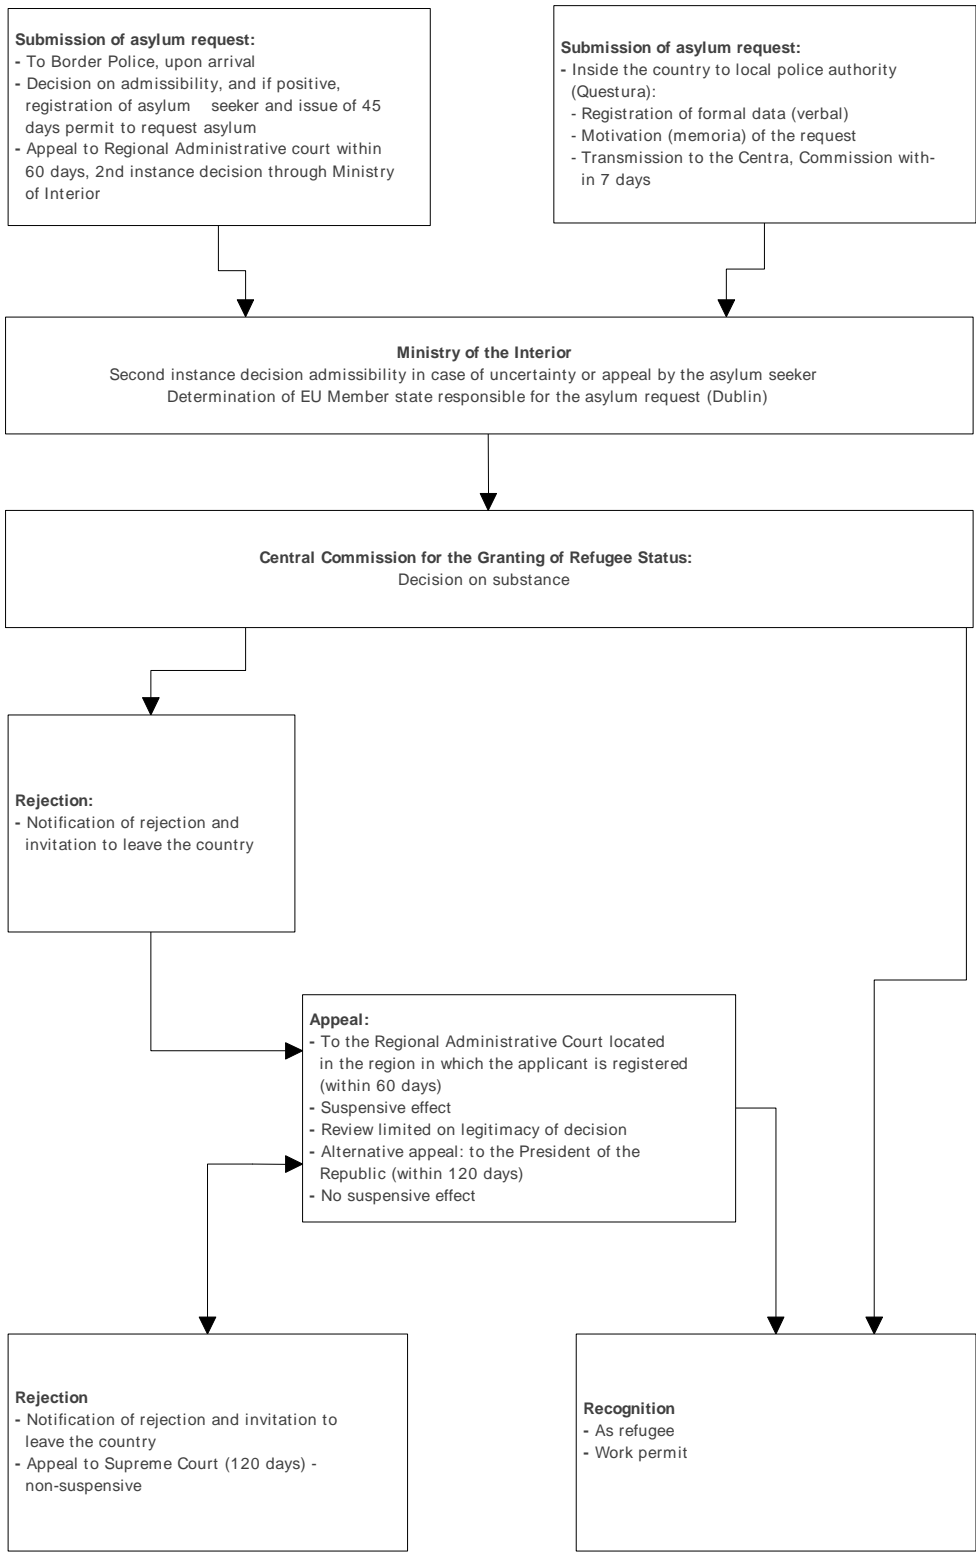 Submission of asylum request:
- To Border Police, upon arrival
- Decision on admissibility, and if positive,
registration of asylum seeker and issue of 45
days permit to request asylum
- Appeal to Regional Administrative court within
60 days, 2nd instance decision through Ministry
of Interior
Submission of asylum request:
- Inside the country to local police authority
(Questura):
- Registration of formal data (verbal)
- Motivation (memoria) of the request
- Transmission to the Centra, Commission with-
in 7 days
Ministry of the Interior
Second instance decision admissibility in case of uncertainty or appeal by the asylum seeker
Determination of EU Member state responsible for the asylum request (Dublin)
Central Commission for the Granting of Refugee Status:
Decision on substance
Rejection:
- Notification of rejection and
invitation to leave the country
Appeal:
- To the Regional Administrative Court located
in the region in which the applicant is registered
(within 60 days)
- Suspensive effect
- Review limited on legitimacy of decision
- Alternative appeal: to the President of the
Republic (within 120 days)
- No suspensive effect
Rejection
- Notification of rejection and invitation to
leave the country
- Appeal to Supreme Court (120 days) -
non-suspensive
Recognition
- As refugee
- Work permit